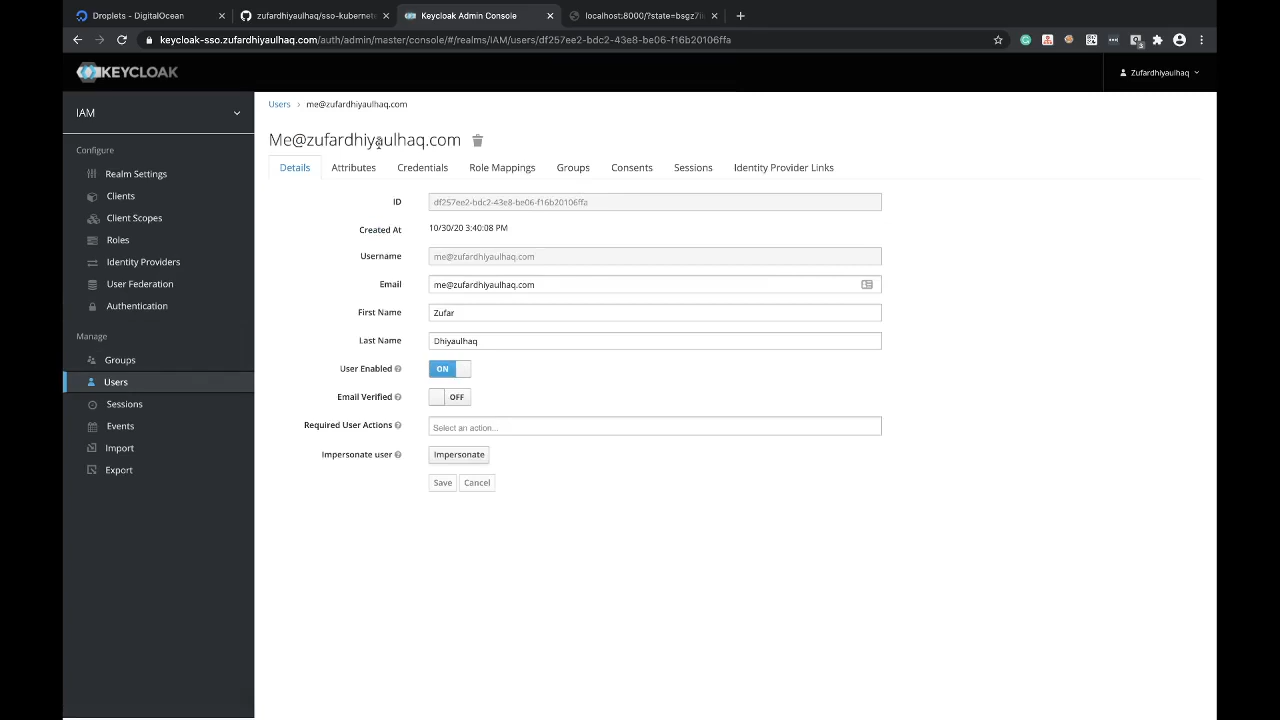 Droplets - DigitalOcean
zufardhiyaulhaq/sso-kubernete
Keycloak Admin Console
localhost:8000/?state=bsgz7i
keycloak-sso.zufardhiyaulhaq.com/auth/admin/master/console/#/realms/IAM/users/df257ee2-bdc2-43e8-be06-f16b20106ffa
KEYCLOAK
Zufardhiyaulhaq
IAM
Configure
Realm Settings
Clients
Client Scopes
Roles
Identity Providers
User Federation
Authentication
Manage
Groups
Users
Sessions
Events
Import
Export
Users > me@zufardhiyaulhaq.com
Me@zufardhiyaulhaq.com
Details Attributes Credentials Role Mappings Groups Consents Sessions Identity Provider Links
ID df257ee2-bdc2-43e8-be06-f16b20106ffa
Created At 10/30/20 3:40:08 PM
Username me@zufardhiyaulhaq.com
Email me@zufardhiyaulhaq.com
First Name Zufar
Last Name Dhiyaulhaq
User Enabled ON
Email Verified OFF
Required User Actions Select an action...
Impersonate user Impersonate
Save Cancel